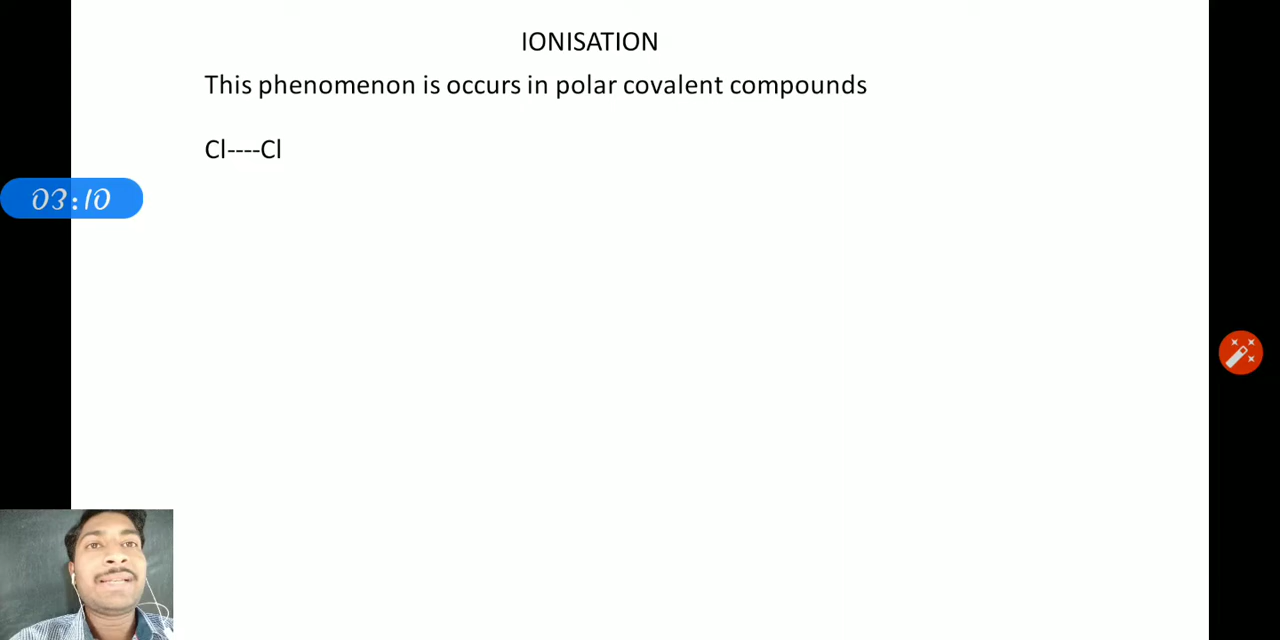 IONISATION
This phenomenon is occurs in polar covalent compounds
Cl----Cl
03:10